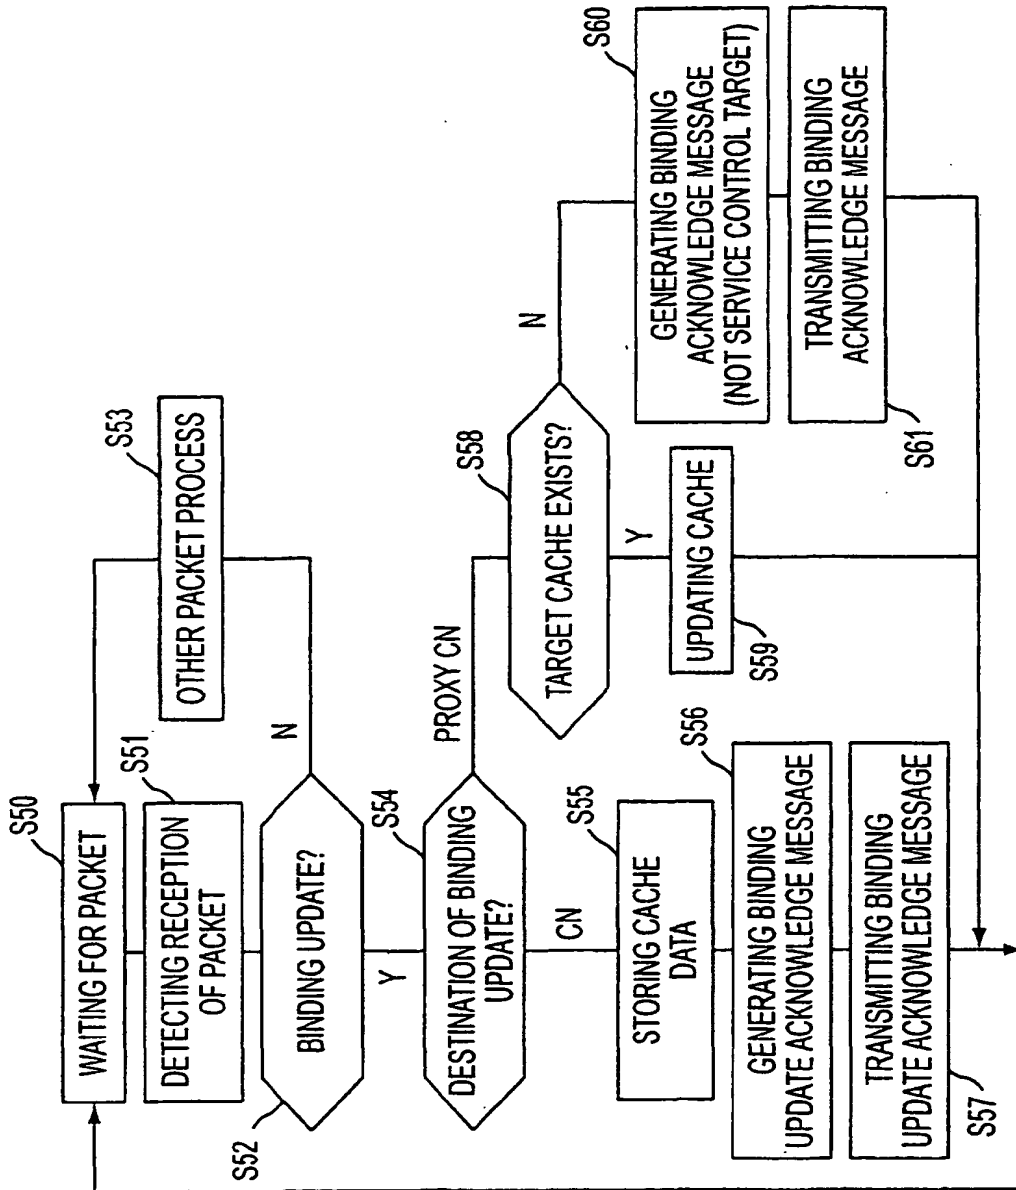 S50
WAITING FOR PACKET
S51
DETECTING RECEPTION
OF PACKET
S52
BINDING UPDATE?
N
S53
OTHER PACKET PROCESS
Y
S54
DESTINATION OF BINDING
UPDATE?
PROXY CN
CN
S55
STORING CACHE
DATA
S56
GENERATING BINDING
UPDATE ACKNOWLEDGE MESSAGE
TRANSMITTING BINDING
UPDATE ACKNOWLEDGE MESSAGE
S57
S58
TARGET CACHE EXISTS?
Y
UPDATING CACHE
S59
N
S60
GENERATING BINDING
ACKNOWLEDGE MESSAGE
(NOT SERVICE CONTROL TARGET)
TRANSMITTING BINDING
ACKNOWLEDGE MESSAGE
S61